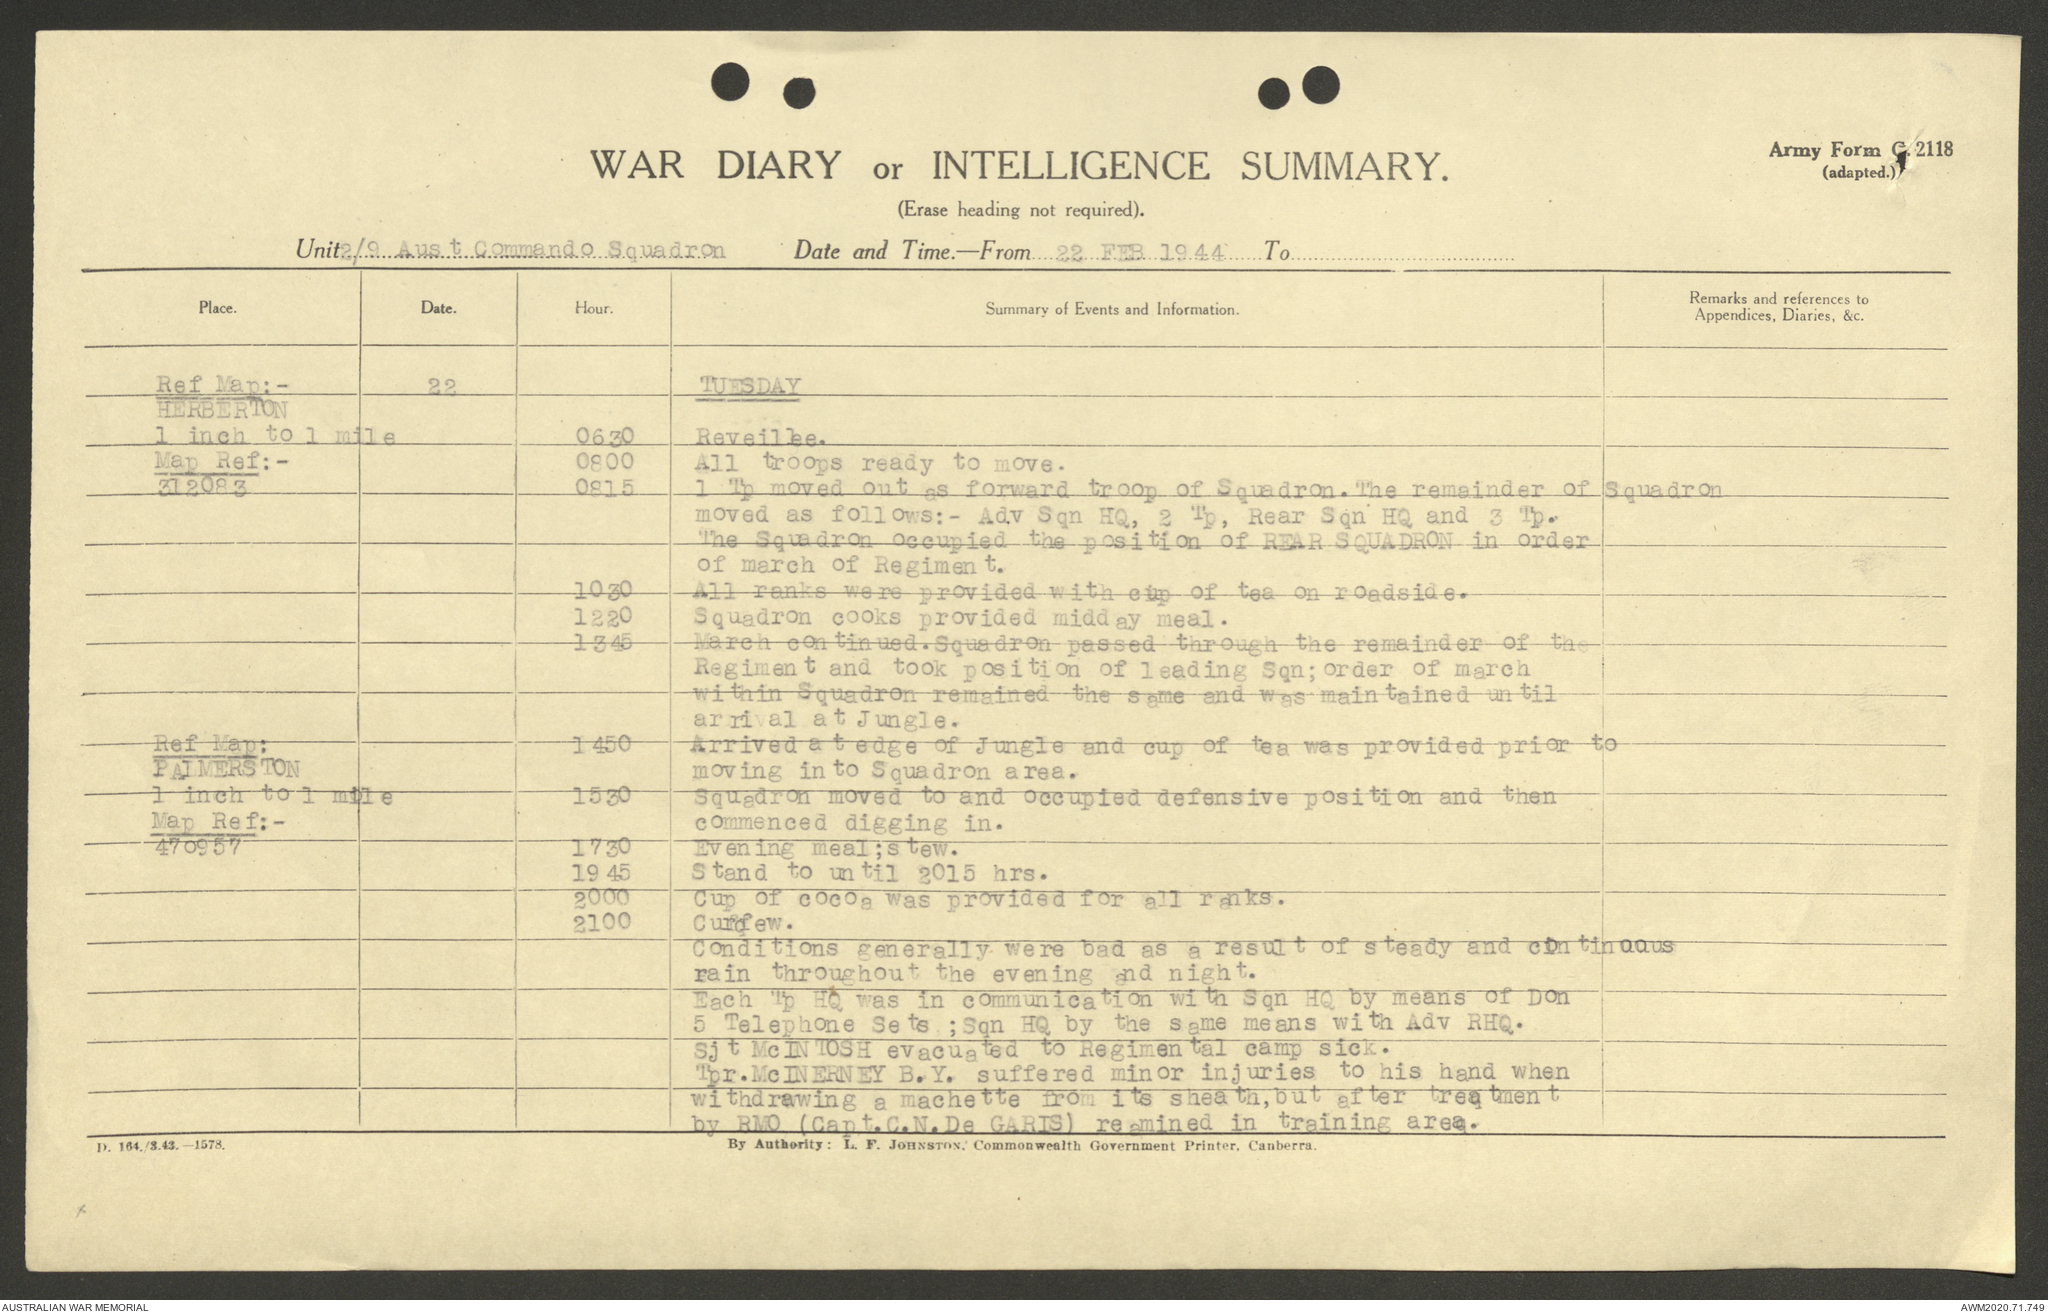 WAR DIARY or INTELLIGENCE SUMMARY.
Army Form C. 2118
(adapted.)
(Erase heading not required).
Unit 2/9 Aust Commando Squadron Date and Time.—From 22 FEB 1944 To
Place. Date. Hour. Summary of Events and Information. Remarks and references to
Appendices, Diaries, &c.
Ref Map:- 22 TUESDAY
HERBERTON
1 inch to 1 mile 0630 Reveillee.
Map Ref:- 0800 All troops ready to move.
312083 0815 1 Tp moved out as forward troop of Squadron.The remainder of Squadron
moved as follows:- Adv Sqn HQ, 2 Tp, Rear Sqn HQ and 3 Tp.
The Squadron occupied the position of REAR SQUADRON in order
of march of Regiment.
1030 All ranks were provided with cup of tea on roadside.
1220 Squadron cooks provided midday meal.
1345 March continued.Squadron passed through the remainder of the
Regiment and took position of leading Sqn;order of march
within Squadron remained the same and was maintained until
arrival at Jungle.
Ref Map: 1450 Arrived at edge of Jungle and cup of tea was provided prior to
PALMERSTON moving into Squadron area.
1 inch to 1 mile 1530 Squadron moved to and occupied defensive position and then
Map Ref:- commenced digging in.
470957 1730 Evening meal;stew.
1945 Stand to until 2015 hrs.
2000 Cup of cocoa was provided for all ranks.
2100 Curfew.
Conditions generally were bad as a result of steady and continuous
rain throughout the evening and night.
Each Tp HQ was in communication with Sqn HQ by means of Don
5 Telephone Sets ;Sqn HQ by the same means with Adv RHQ.
Sjt McINTOSH evacuated to Regimental camp sick.
Tpr.McINERNEY B.Y. suffered minor injuries to his hand when
withdrawing a machette from its sheath,but after treatment
by RMO (Capt.C.N.De GARIS) reamined in training area.
D. 164./3.43.—1578. By Authority: L. F. JOHNSTON, Commonwealth Government Printer, Canberra.
AUSTRALIAN WAR MEMORIAL AWM2020.71.749